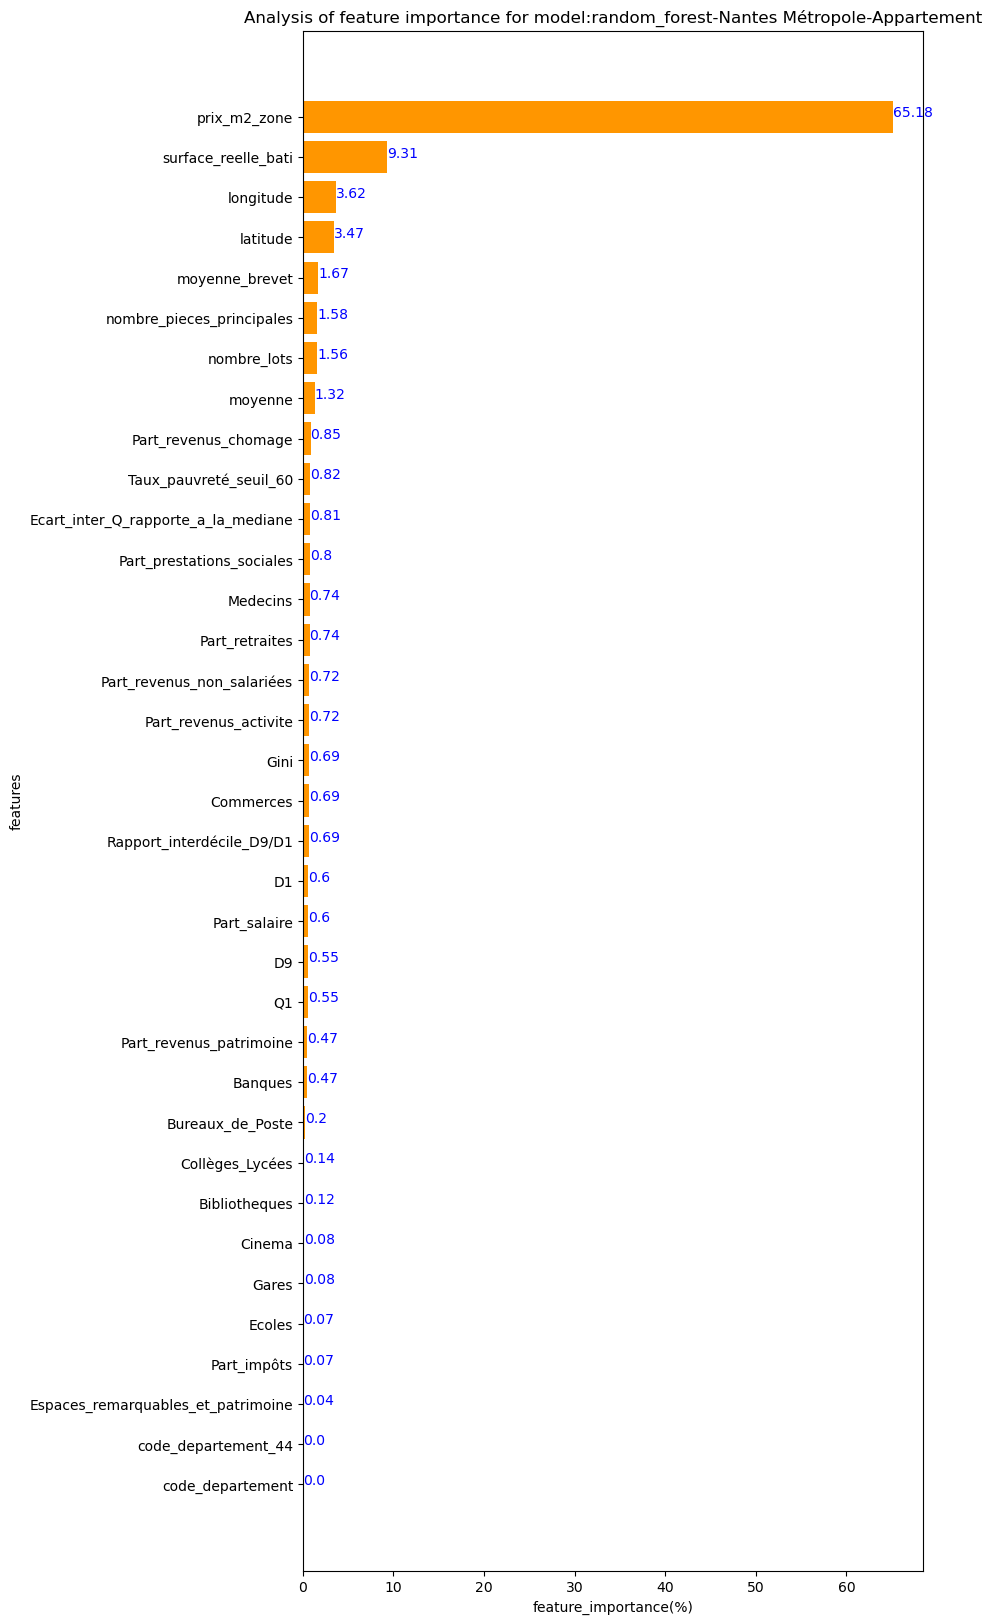 Analysis of feature importance for model:random_forest-Nantes Métropole-Appartement
prix_m2_zone 65.18
surface_reelle_bati 9.31
longitude 3.62
latitude 3.47
moyenne_brevet 1.67
nombre_pieces_principales 1.58
nombre_lots 1.56
moyenne 1.32
Part_revenus_chomage 0.85
Taux_pauvreté_seuil_60 0.82
Ecart_inter_Q_rapporte_a_la_mediane 0.81
Part_prestations_sociales 0.8
Medecins 0.74
Part_retraites 0.74
Part_revenus_non_salariées 0.72
Part_revenus_activite 0.72
Gini 0.69
Commerces 0.69
Rapport_interdécile_D9/D1 0.69
D1 0.6
Part_salaire 0.6
D9 0.55
Q1 0.55
Part_revenus_patrimoine 0.47
Banques 0.47
Bureaux_de_Poste 0.2
Collèges_Lycées 0.14
Bibliotheques 0.12
Cinema 0.08
Gares 0.08
Ecoles 0.07
Part_impôts 0.07
Espaces_remarquables_et_patrimoine 0.04
code_departement_44 0.0
code_departement 0.0
features
0 10 20 30 40 50 60
feature_importance(%)